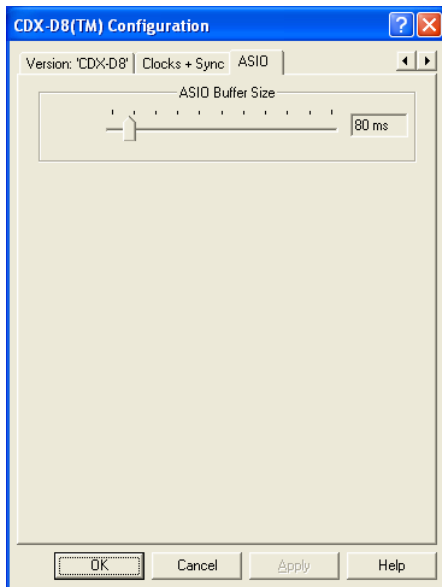 CDX-D8(TM) Configuration
Version: 'CDX-D8' Clocks + Sync ASIO
ASIO Buffer Size
80 ms
OK Cancel Apply Help